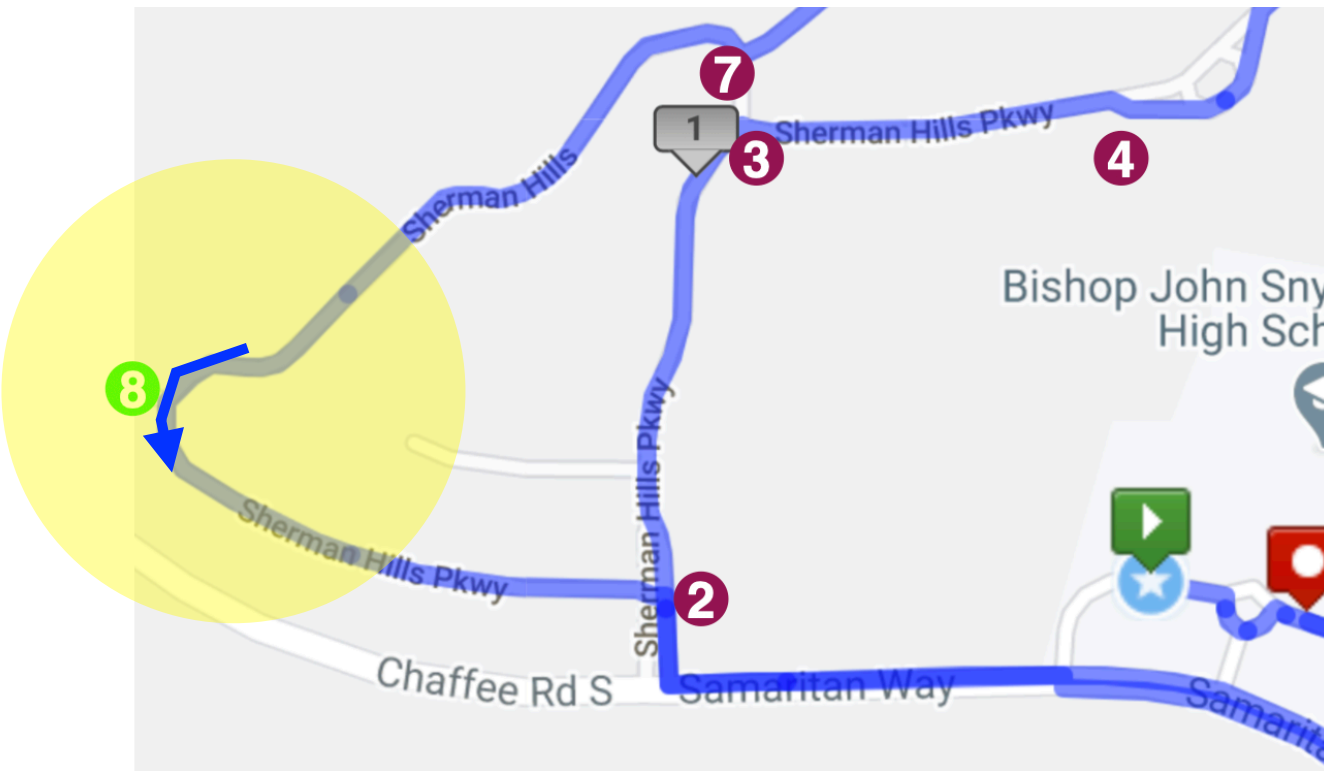 7
1
Sherman Hills Pkwy
3
4
Sherman Hills
Bishop John Sny
High Sch
8
Sherman Hills Pkwy
Sherman Hills Pkwy
2
Sherman
Chaffee Rd S
Samaritan Way
Samarita